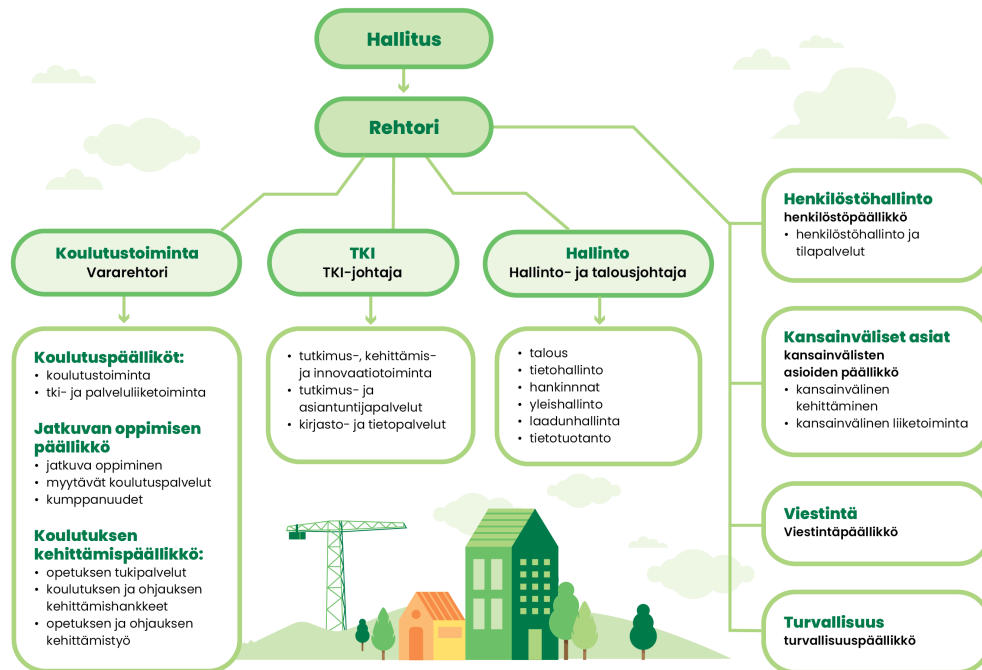 Hallitus
Rehtori
Koulutustoiminta
Vararehtori
TKI
TKI-johtaja
Hallinto
Hallinto- ja talousjohtaja
Koulutuspäälliköt:
• koulutustoiminta
• tki- ja palveluliiketoiminta
Jatkuvan oppimisen
päällikkö
• jatkuva oppiminen
• myytävät koulutuspalvelut
• kumppanuudet
Koulutuksen
kehittämispäällikkö:
• opetuksen tukipalvelut
• koulutuksen ja ohjauksen
kehittämishankkeet
• opetuksen ja ohjauksen
kehittämistyö
• tutkimus-, kehittämis-
ja innovaatiotoiminta
• tutkimus- ja
asiantuntijapalvelut
• kirjasto- ja tietopalvelut
• talous
• tietohallinto
• hankinnnat
• yleishallinto
• laadunhallinta
• tietotuotanto
Henkilöstöhallinto
henkilöstöpäällikkö
• henkilöstöhallinto ja
tilapalvelut
Kansainväliset asiat
kansainvälisten
asioiden päällikkö
• kansainvälinen
kehittäminen
• kansainvälinen liiketoiminta
Viestintä
Viestintäpäällikkö
Turvallisuus
turvallisuuspäällikkö